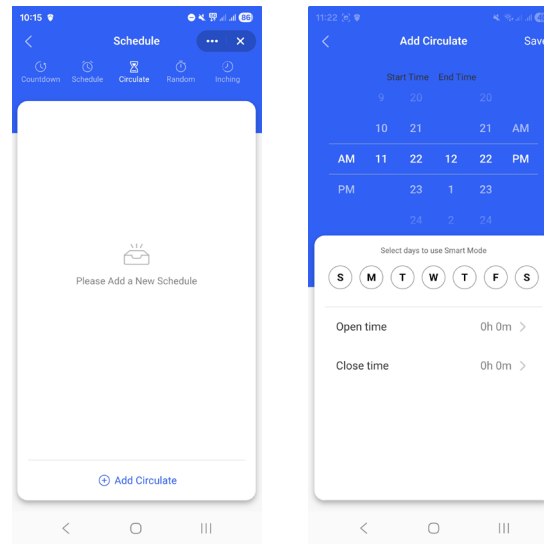 10:15
86
Schedule
Countdown Schedule Circulate Random Inching
Please Add a New Schedule
Add Circulate
11:22
Add Circulate
Save
Start Time End Time
9 20 20
10 21 21 AM
AM 11 22 12 22 PM
PM 23 1 23
24 2 24
Select days to use Smart Mode
S M T W T F S
Open time 0h 0m
Close time 0h 0m